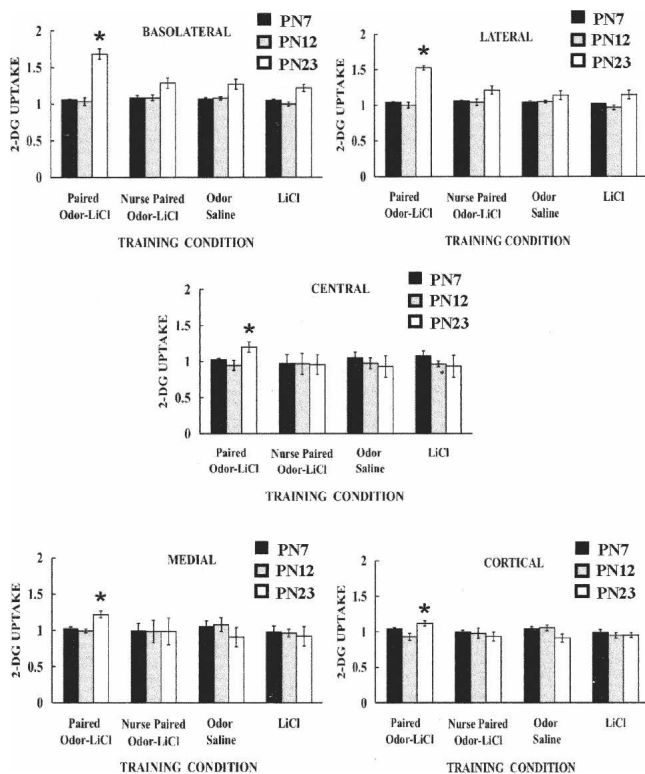 BASOLATERAL
PN7
PN12
PN23
2-DG UPTAKE
2
1.5
1
0.5
0
*
Paired
Odor-LiCl
Nurse Paired
Odor-LiCl
Odor
Saline
LiCl
TRAINING CONDITION
LATERAL
PN7
PN12
PN23
2-DG UPTAKE
2
1.5
1
0.5
0
*
Paired
Odor-LiCl
Nurse Paired
Odor-LiCl
Odor
Saline
LiCl
TRAINING CONDITION
CENTRAL
PN7
PN12
PN23
2-DG UPTAKE
2
1.5
1
0.5
0
*
Paired
Odor-LiCl
Nurse Paired
Odor-LiCl
Odor
Saline
LiCl
TRAINING CONDITION
MEDIAL
PN7
PN12
PN23
2-DG UPTAKE
2
1.5
1
0.5
0
*
Paired
Odor-LiCl
Nurse Paired
Odor-LiCl
Odor
Saline
LiCl
TRAINING CONDITION
CORTICAL
PN7
PN12
PN23
2-DG UPTAKE
2
1.5
1
0.5
0
*
Paired
Odor-LiCl
Nurse Paired
Odor-LiCl
Odor
Saline
LiCl
TRAINING CONDITION